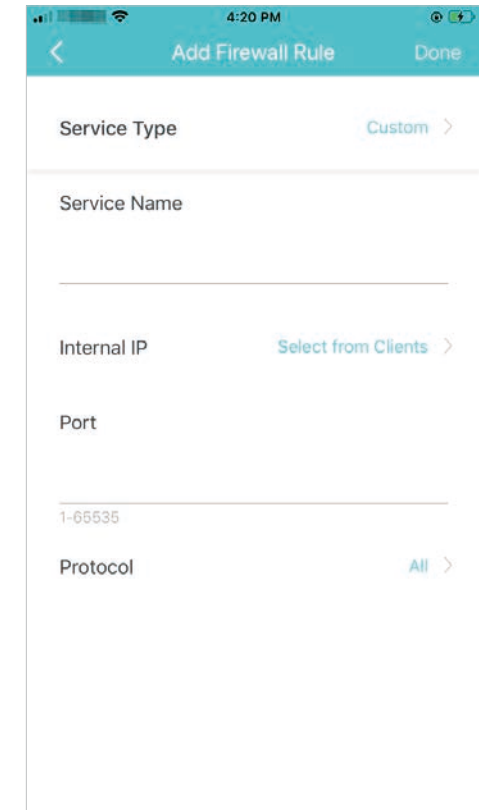 4:20 PM
Add Firewall Rule Done
Service Type Custom
Service Name
Internal IP Select from Clients
Port
1-65535
Protocol All